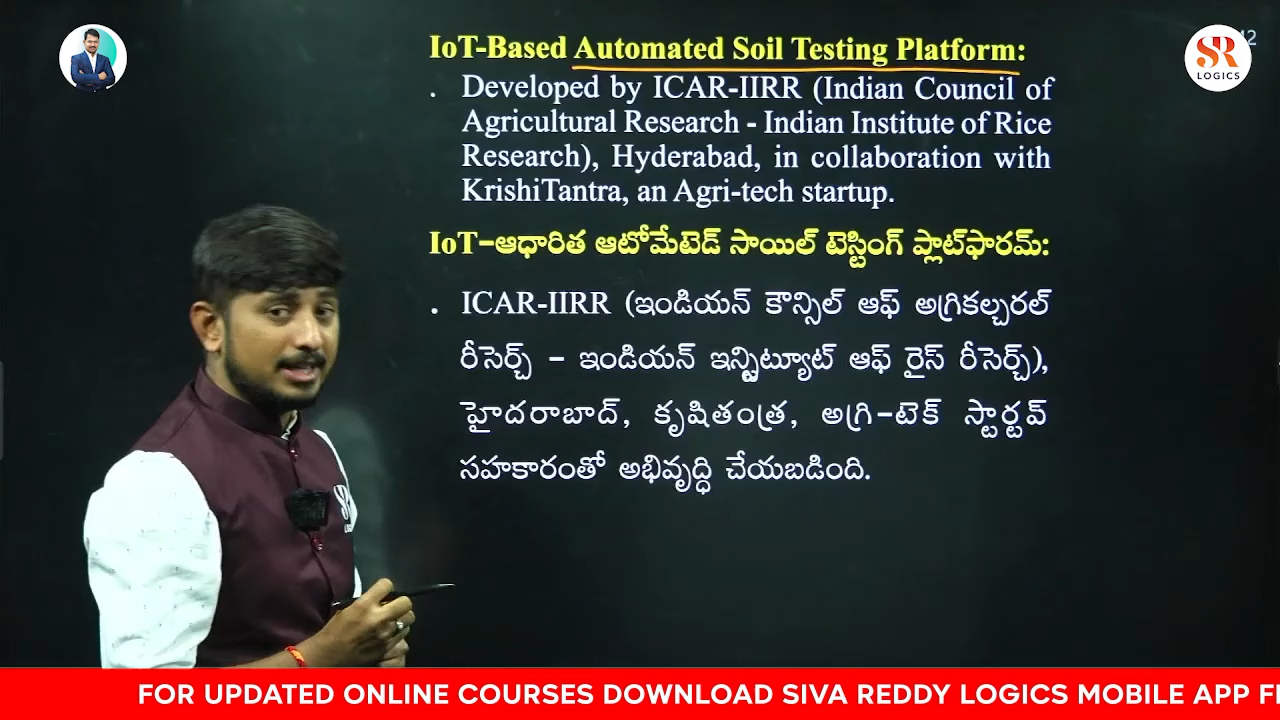 IoT-Based Automated Soil Testing Platform:
SR
LOGICS
. Developed by ICAR-IIRR (Indian Council of
Agricultural Research - Indian Institute of Rice
Research), Hyderabad, in collaboration with
KrishiTantra, an Agri-tech startup.
IoT-ఆధారిత ఆటోమేటెడ్ సాయిల్ టెస్టింగ్ ప్లాట్‌ఫారమ్:
. ICAR-IIRR (ఇండియన్ కౌన్సిల్ ఆఫ్ అగ్రికల్చరల్
రీసెర్చ్ - ఇండియన్ ఇన్స్టిట్యూట్ ఆఫ్ రైస్ రీసెర్చ్),
హైదరాబాద్, కృషితంత్ర, అగ్రి-టెక్ స్టార్టప్
సహకారంతో అభివృద్ధి చేయబడింది.
FOR UPDATED ONLINE COURSES DOWNLOAD SIVA REDDY LOGICS MOBILE APP